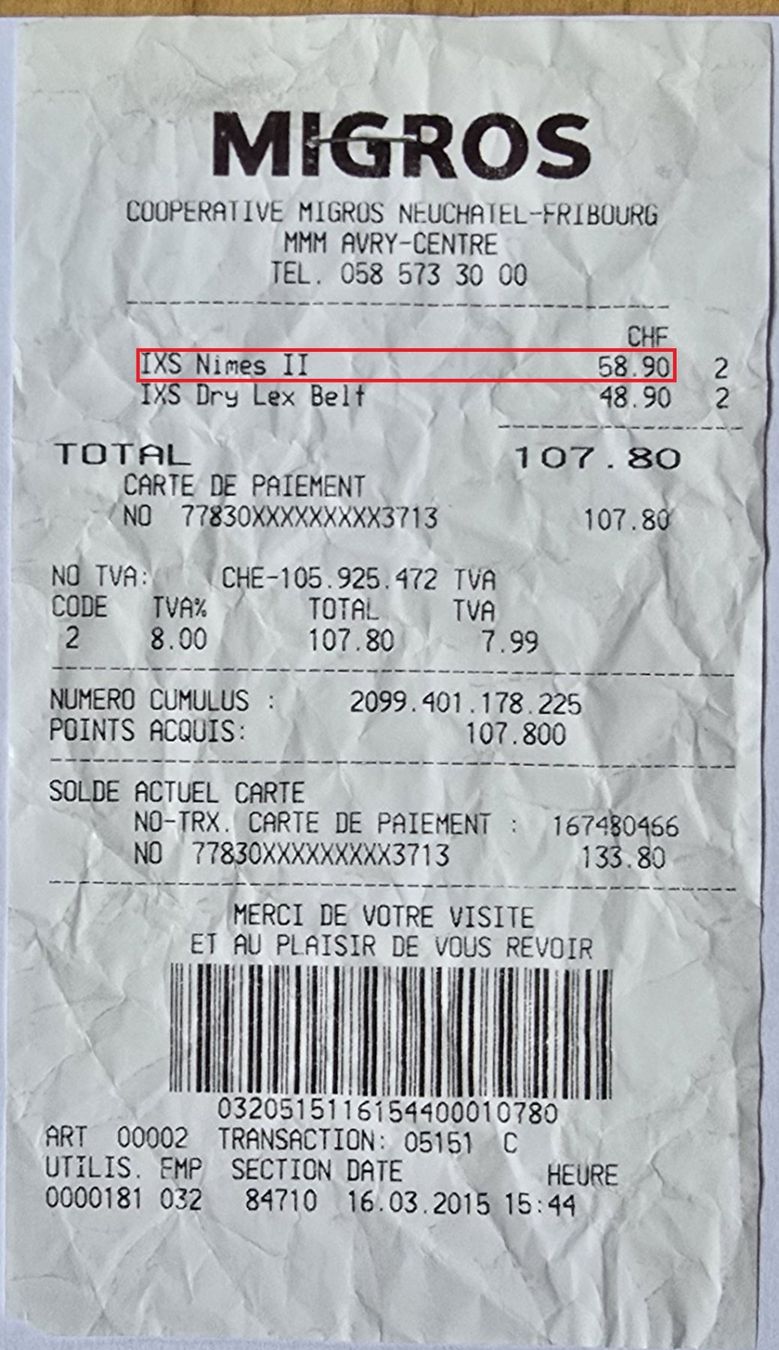 MIGROS
COOPERATIVE MIGROS NEUCHATEL-FRIBOURG
MMM AVRY-CENTRE
TEL. 058 573 30 00
CHF
IXS Nimes II 58.90 2
IXS Dry Lex Belt 48.90 2
TOTAL 107.80
CARTE DE PAIEMENT
NO 77830XXXXXXXXX3713 107.80
NO TVA: CHE-105.925.472 TVA
CODE TVA% TOTAL TVA
2 8.00 107.80 7.99
NUMERO CUMULUS : 2099.401.178.225
POINTS ACQUIS: 107.800
SOLDE ACTUEL CARTE
NO-TRX. CARTE DE PAIEMENT : 167480466
NO 77830XXXXXXXXX3713 133.80
MERCI DE VOTRE VISITE
ET AU PLAISIR DE VOUS REVOIR
0320515116154400010780
ART 00002 TRANSACTION: 05151 C
UTILIS. EMP SECTION DATE HEURE
0000181 032 84710 16.03.2015 15:44